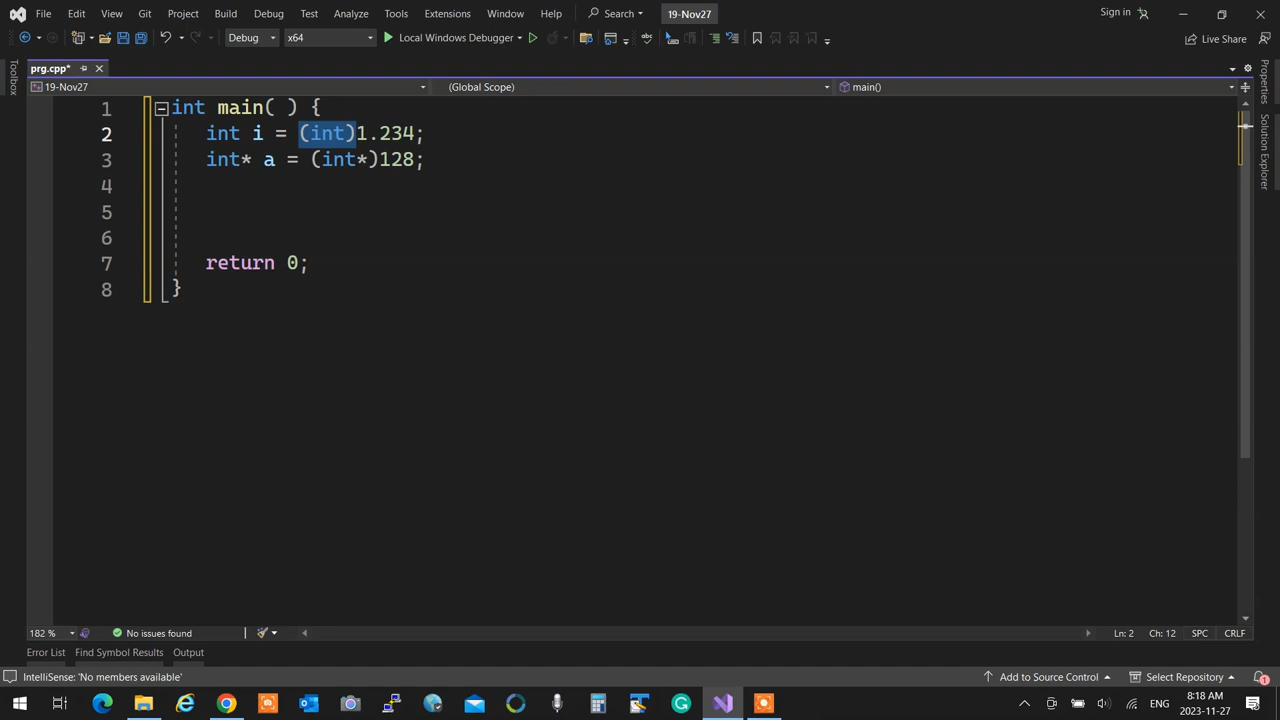 File Edit View Git Project Build Debug Test Analyze Tools Extensions Window Help Search 19-Nov27 Sign in
Debug x64 Local Windows Debugger Live Share
prg.cpp*
19-Nov27 (Global Scope) main()
Toolbox
Properties
Solution Explorer
1 int main( ) {
2 int i = (int)1.234;
3 int* a = (int*)128;
4
5
6
7 return 0;
8 }
182 % No issues found Ln: 2 Ch: 12 SPC CRLF
Error List Find Symbol Results Output
IntelliSense: 'No members available' Add to Source Control Select Repository 1
8:18 AM
ENG
2023-11-27